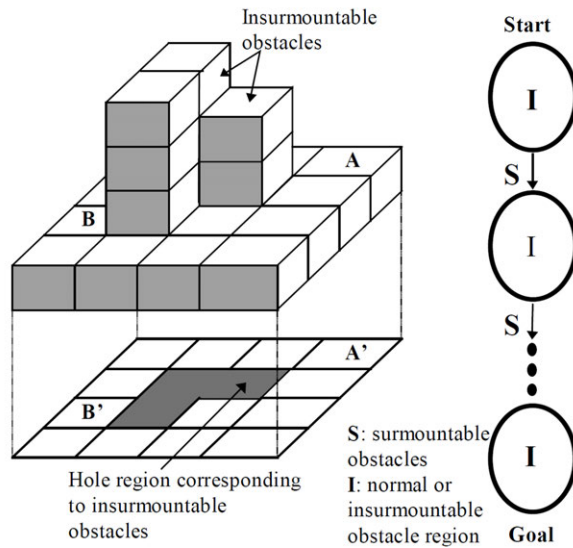 Insurmountable
obstacles
A
B
A'
B'
Hole region corresponding
to insurmountable
obstacles
Start
I
S
I
S
I
Goal
S: surmountable
obstacles
I: normal or
insurmountable
obstacle region